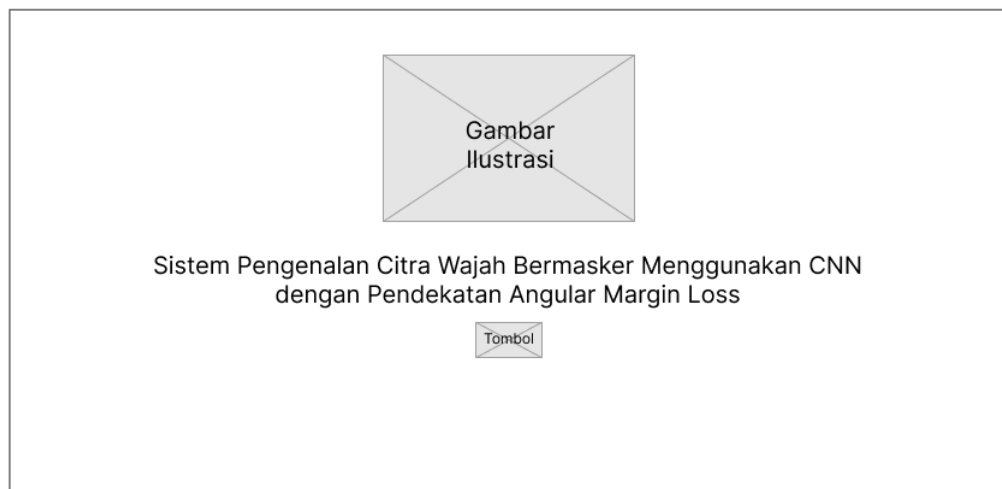 Gambar
Ilustrasi
Sistem Pengenalan Citra Wajah Bermasker Menggunakan CNN
dengan Pendekatan Angular Margin Loss
Tombol